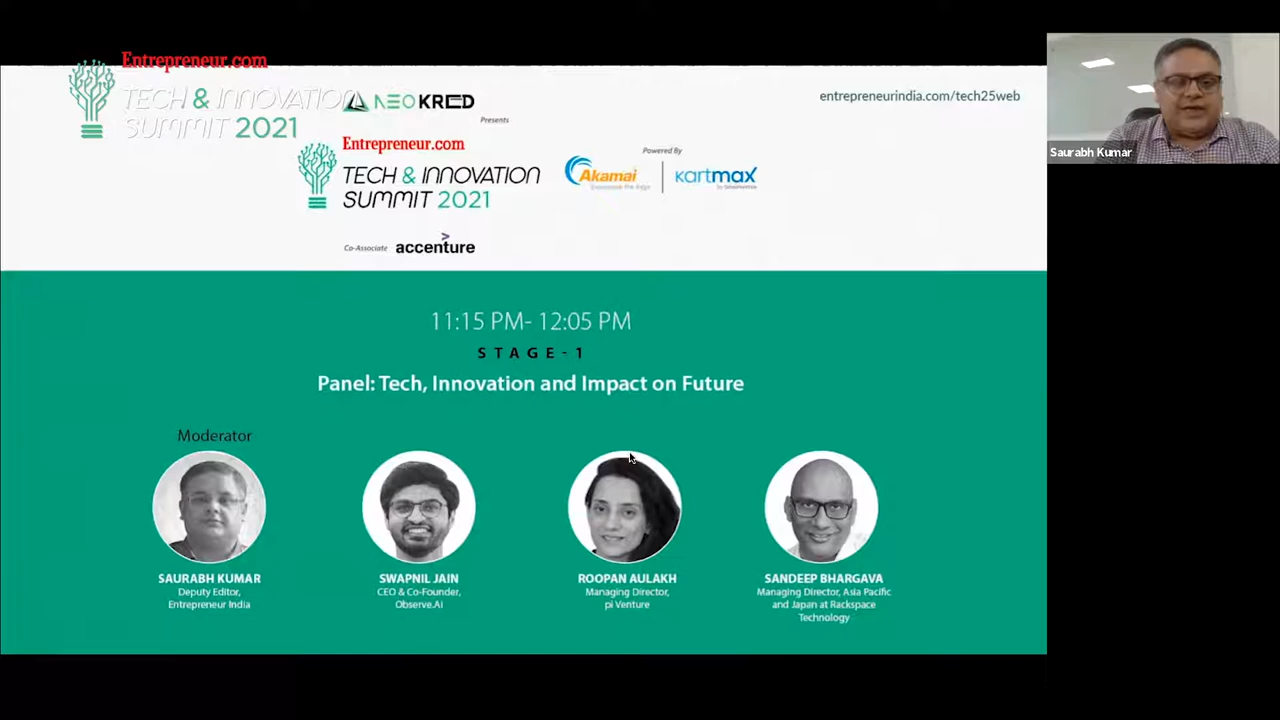 Entrepreneur.com
TECH & INNOVATION
SUMMIT 2021
NEOKRED
Presents
entrepreneurindia.com/tech25web
Saurabh Kumar
Entrepreneur.com
TECH & INNOVATION
SUMMIT 2021
Powered By
Akamai
Experience the Edge
kartmax
Co-Associate accenture
11:15 PM- 12:05 PM
STAGE-1
Panel: Tech, Innovation and Impact on Future
Moderator
SAURABH KUMAR
Deputy Editor,
Entrepreneur India
SWAPNIL JAIN
CEO & Co-Founder,
Observe.Ai
ROOPAN AULAKH
Managing Director,
pi Venture
SANDEEP BHARGAVA
Managing Director, Asia Pacific
and Japan at Rackspace
Technology